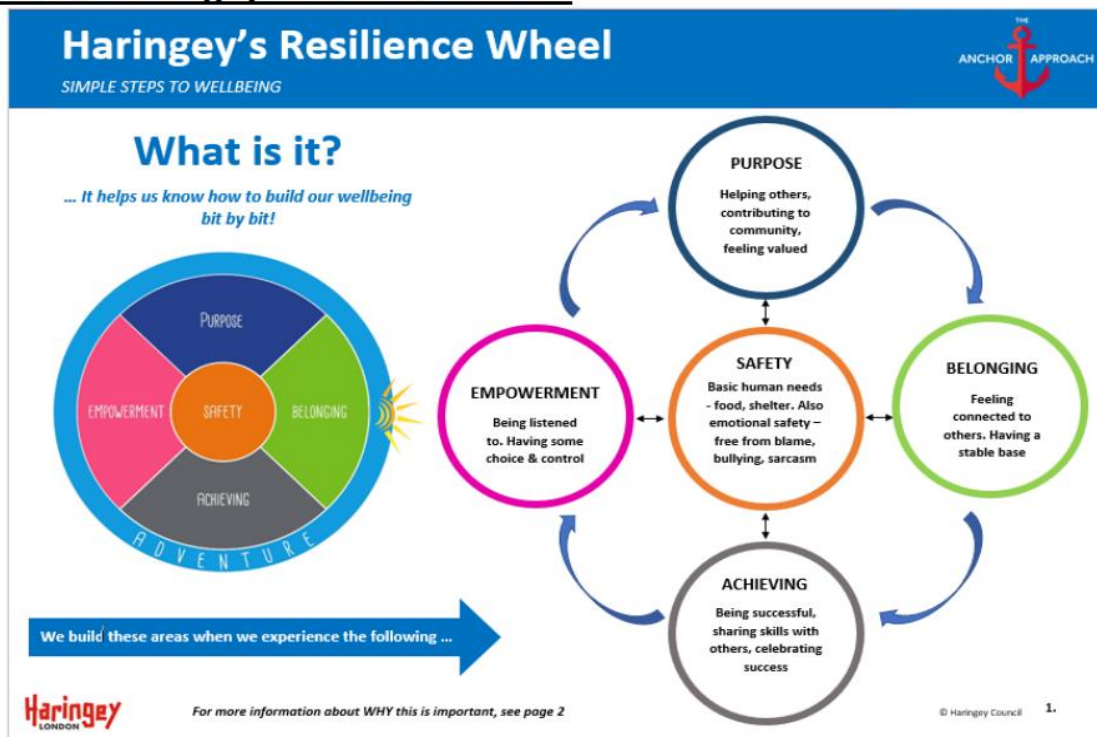 Haringey's Resilience Wheel
SIMPLE STEPS TO WELLBEING
THE
ANCHOR APPROACH
What is it?
... It helps us know how to build our wellbeing
bit by bit!
PURPOSE
EMPOWERMENT
SAFETY
BELONGING
ACHIEVING
ADVENTURE
We build these areas when we experience the following ...
PURPOSE
Helping others,
contributing to
community,
feeling valued
EMPOWERMENT
Being listened
to. Having some
choice & control
SAFETY
Basic human needs
- food, shelter. Also
emotional safety –
free from blame,
bullying, sarcasm
BELONGING
Feeling
connected to
others. Having a
stable base
ACHIEVING
Being successful,
sharing skills with
others, celebrating
success
Haringey
LONDON
For more information about WHY this is important, see page 2
© Haringey Council
1.